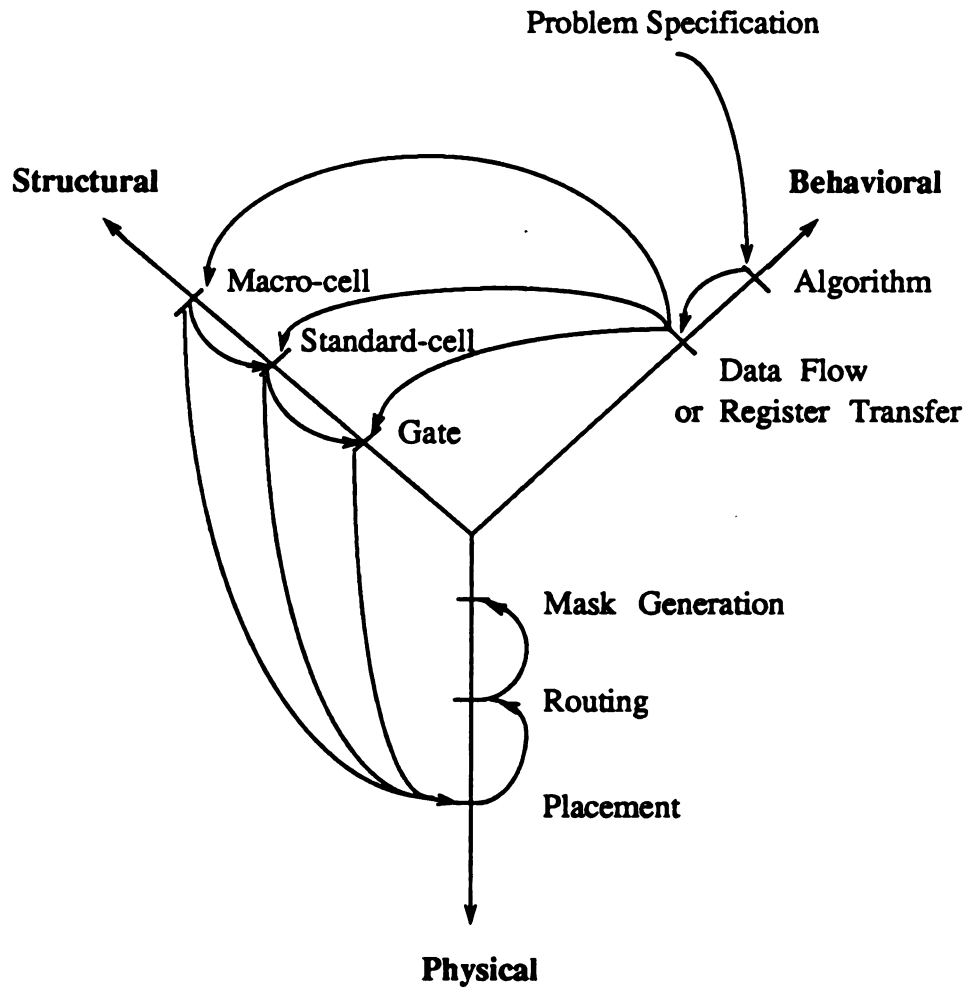 Problem Specification
Structural
Behavioral
Macro-cell
Algorithm
Standard-cell
Data Flow
or Register Transfer
Gate
Mask Generation
Routing
Placement
Physical